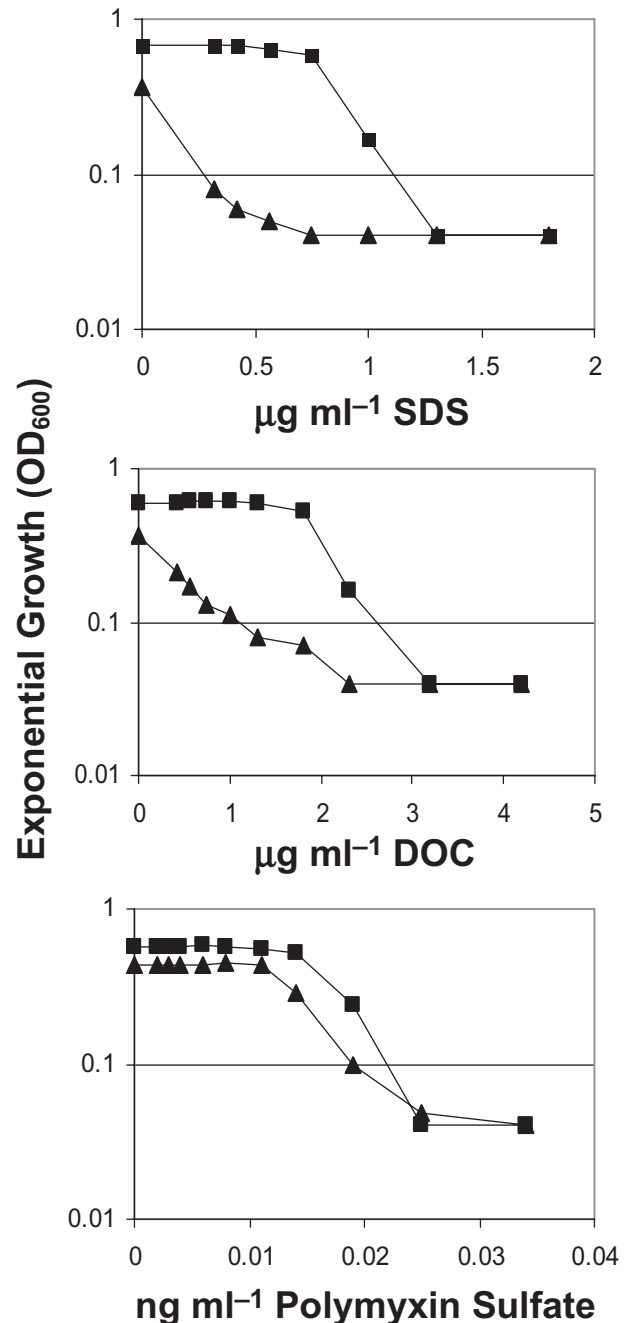 1
0.1
0.01
0 0.5 1 1.5 2
μg ml–1 SDS
Exponential Growth (OD600)
1
0.1
0.01
0 1 2 3 4 5
μg ml–1 DOC
1
0.1
0.01
0 0.01 0.02 0.03 0.04
ng ml–1 Polymyxin Sulfate